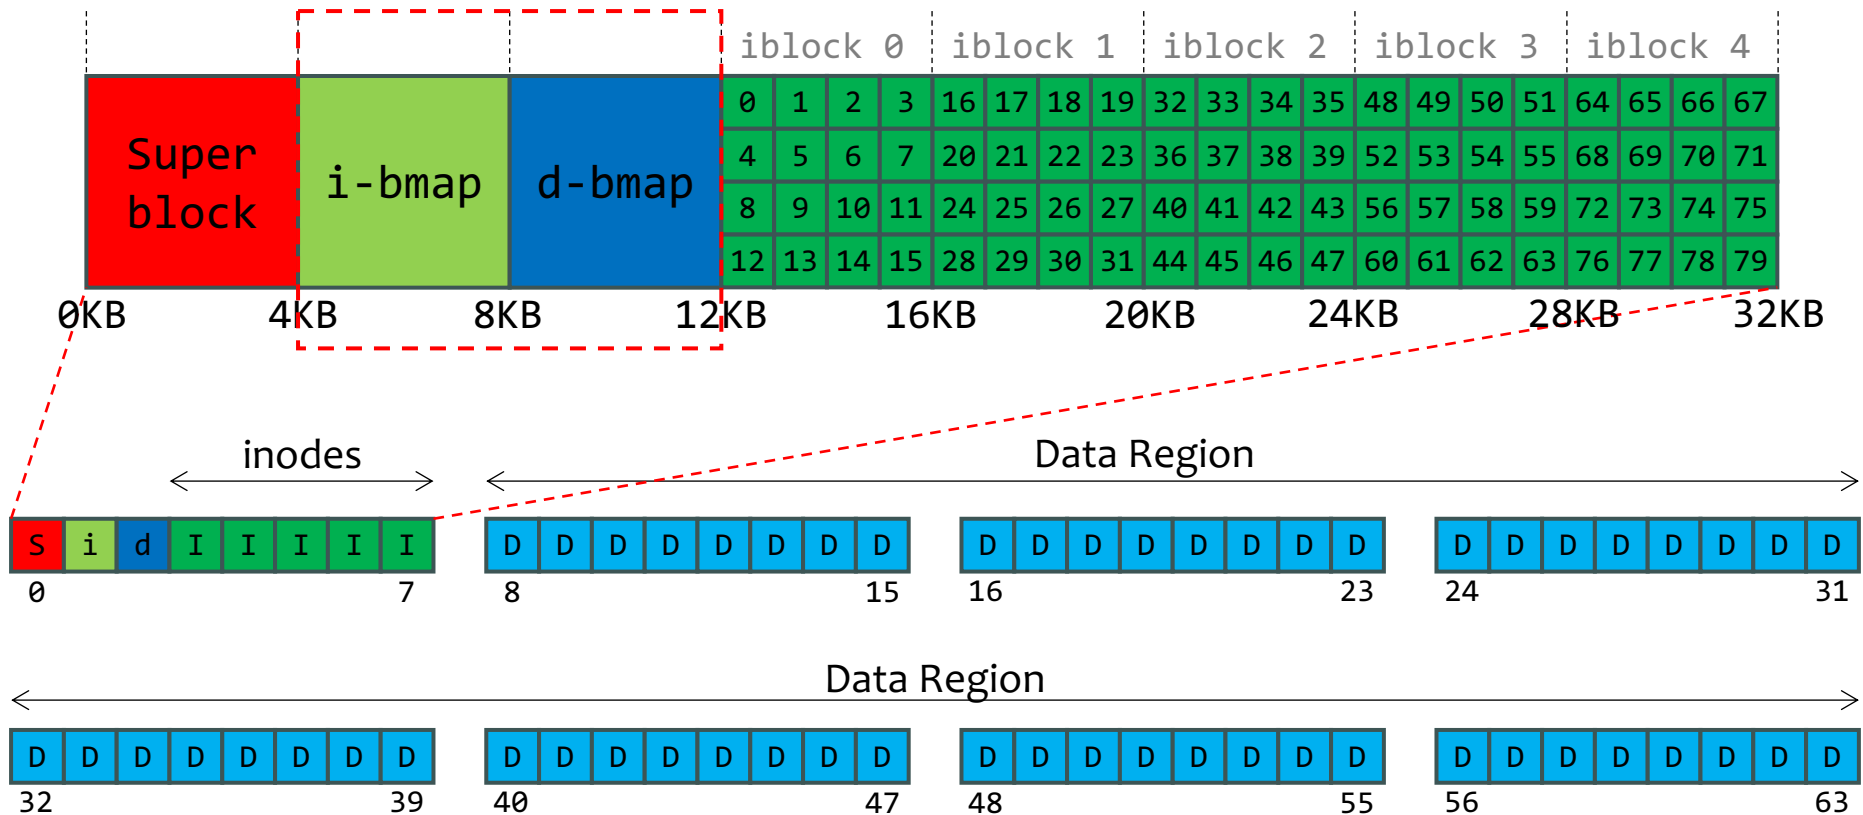 iblock 0 iblock 1 iblock 2 iblock 3 iblock 4
Super
block
i-bmap
d-bmap
0 1 2 3 16 17 18 19 32 33 34 35 48 49 50 51 64 65 66 67
4 5 6 7 20 21 22 23 36 37 38 39 52 53 54 55 68 69 70 71
8 9 10 11 24 25 26 27 40 41 42 43 56 57 58 59 72 73 74 75
12 13 14 15 28 29 30 31 44 45 46 47 60 61 62 63 76 77 78 79
0KB 4KB 8KB 12KB 16KB 20KB 24KB 28KB 32KB
inodes
Data Region
S i d I I I I I D D D D D D D D D D D D D D D D D D D D D D D D
0 7 8 15 16 23 24 31
Data Region
D D D D D D D D D D D D D D D D D D D D D D D D D D D D D D D D
32 39 40 47 48 55 56 63